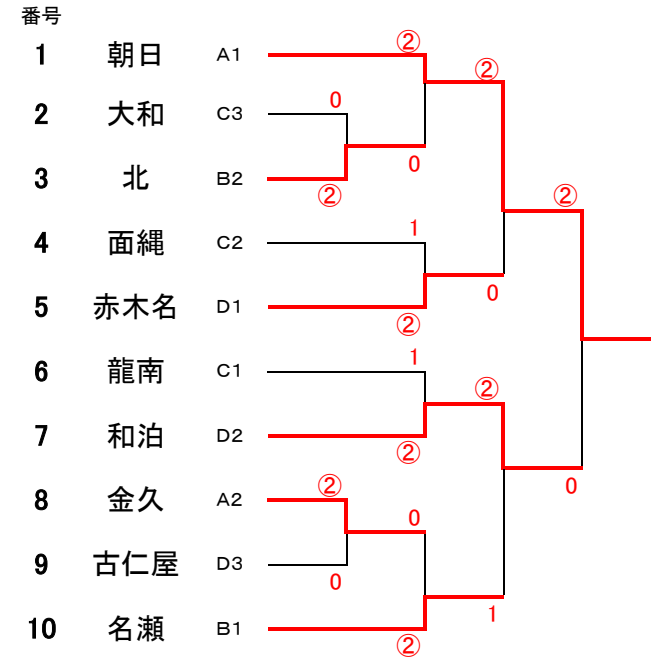 番号
1 朝日 A1 ② ②
2 大和 C3 0
3 北 B2 ② 0 ②
4 面縄 C2 1
5 赤木名 D1 ② 0
6 龍南 C1 1 ②
7 和泊 D2 ②
8 金久 A2 ② 0 0
9 古仁屋 D3 0
10 名瀬 B1 ② 1